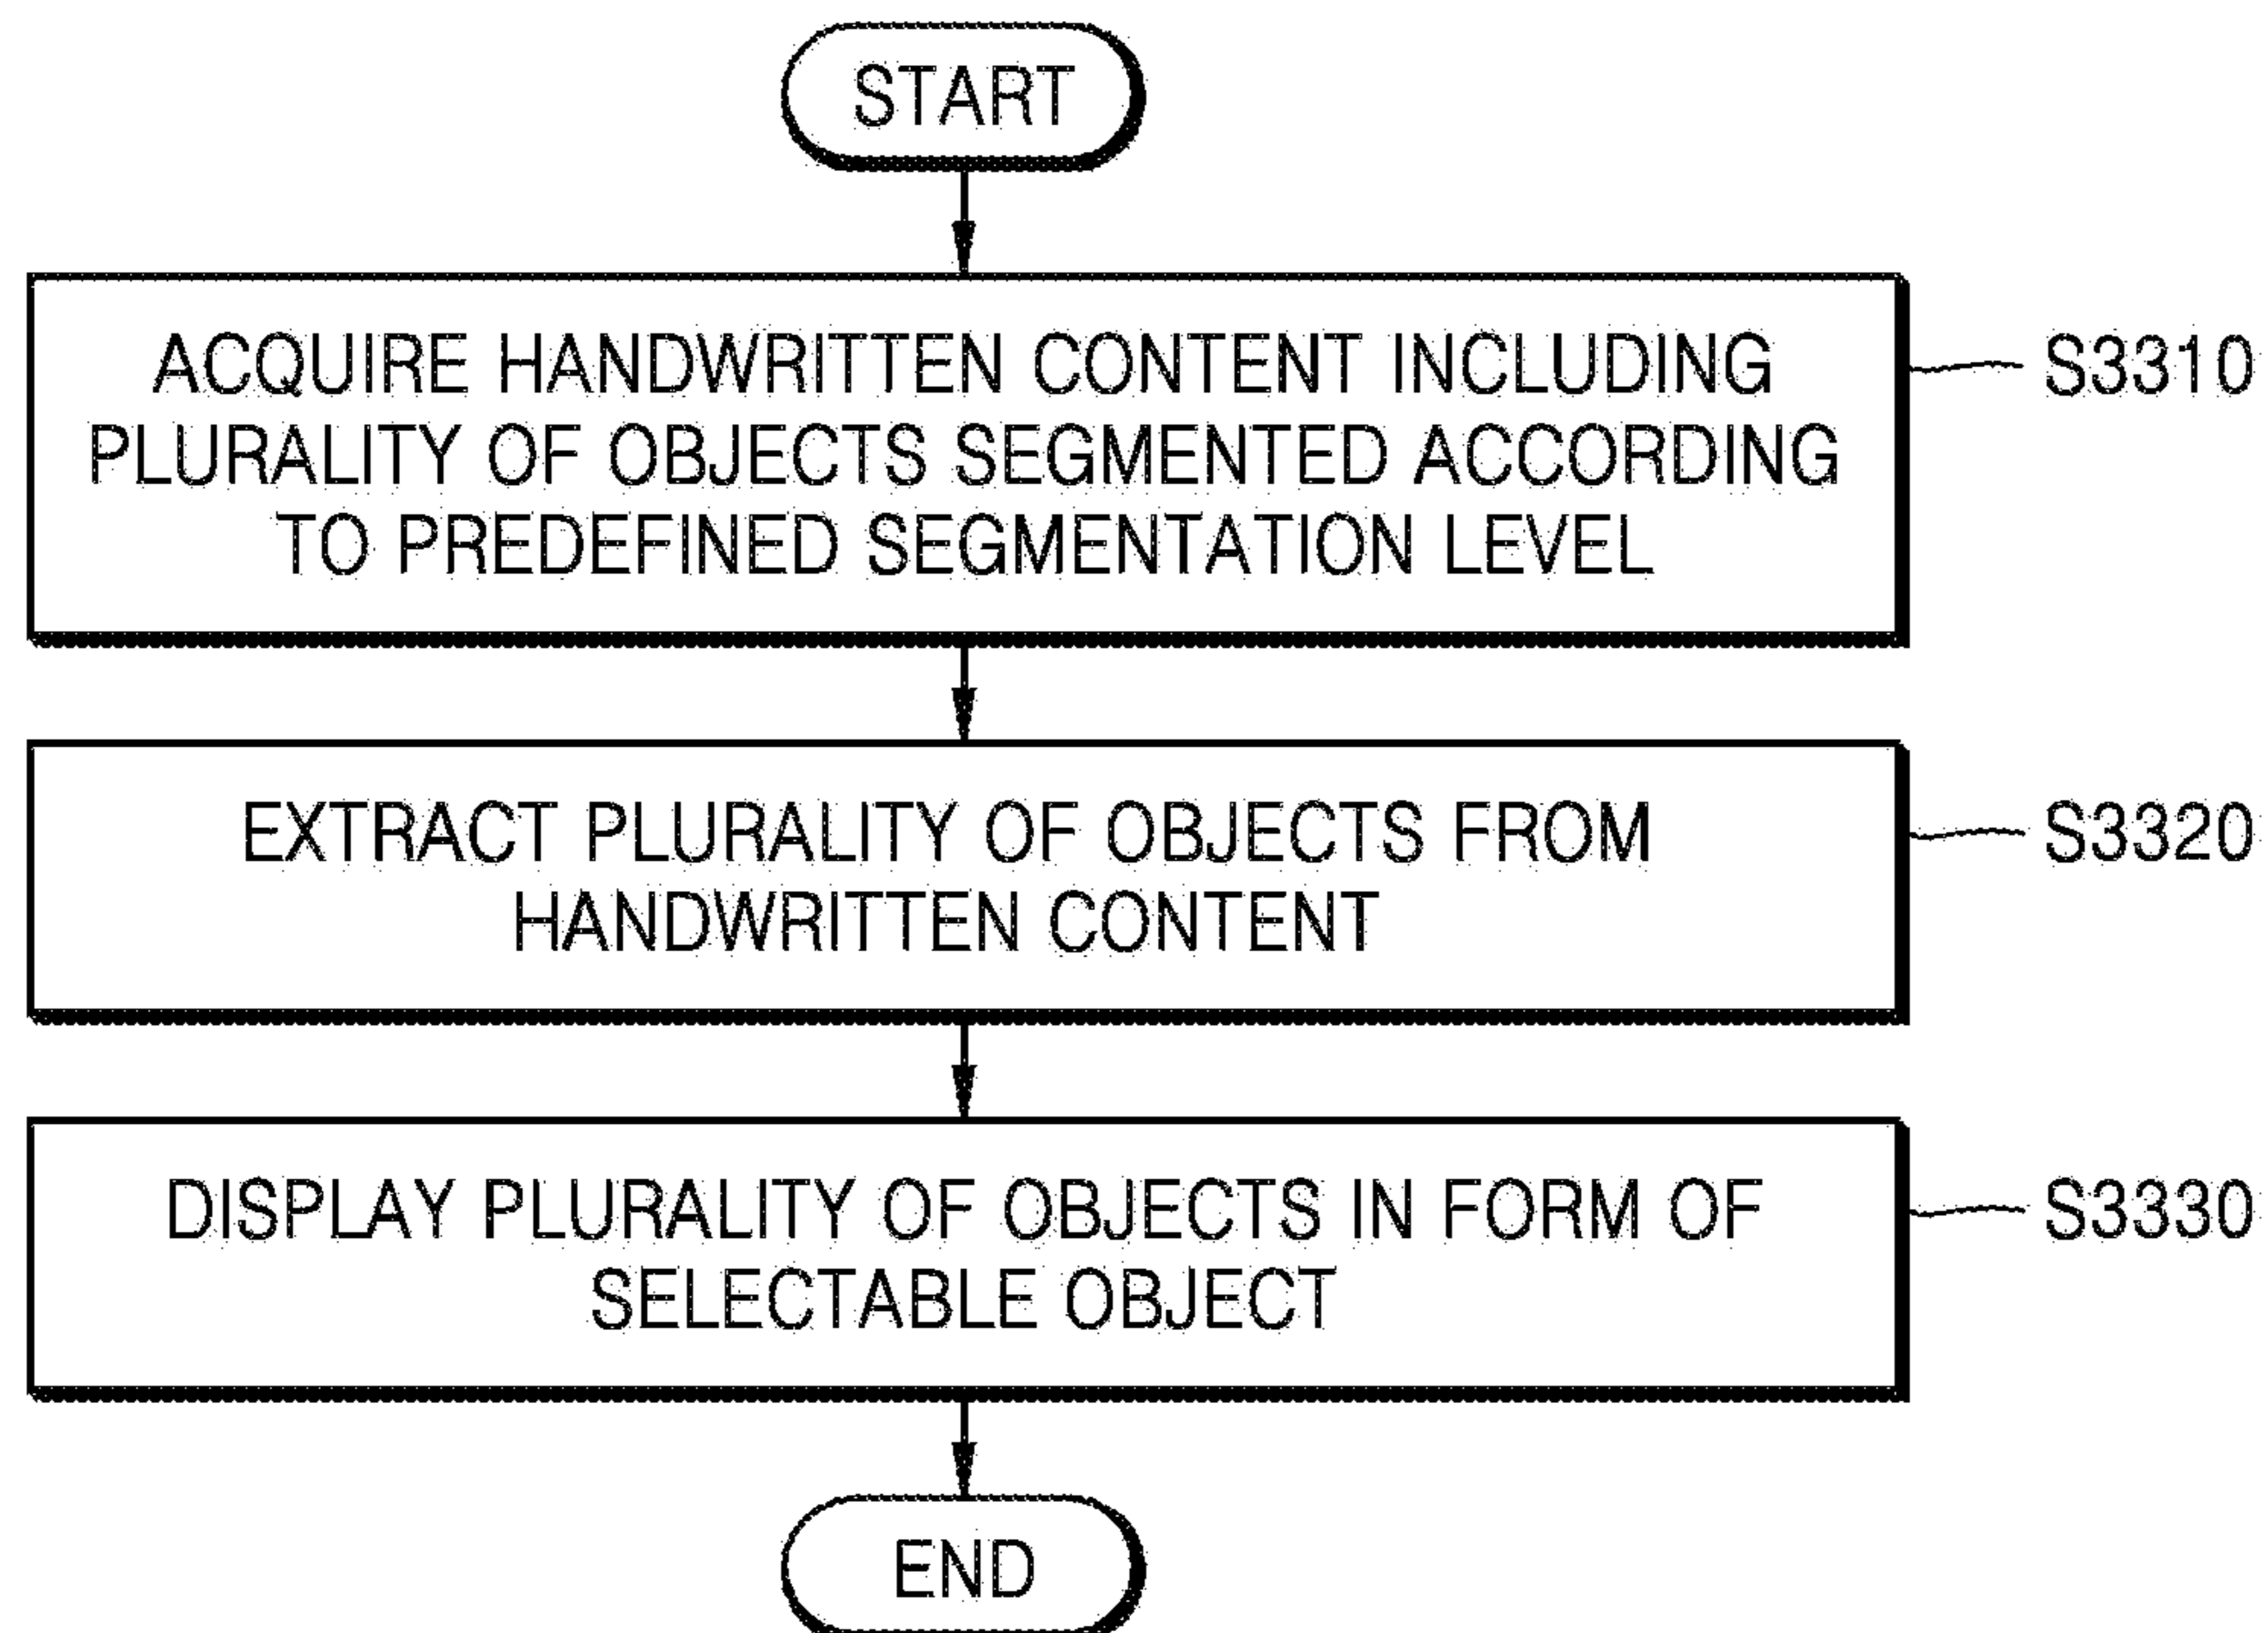 START
ACQUIRE HANDWRITTEN CONTENT INCLUDING
PLURALITY OF OBJECTS SEGMENTED ACCORDING
TO PREDEFINED SEGMENTATION LEVEL
S3310
EXTRACT PLURALITY OF OBJECTS FROM
HANDWRITTEN CONTENT
S3320
DISPLAY PLURALITY OF OBJECTS IN FORM OF
SELECTABLE OBJECT
S3330
END